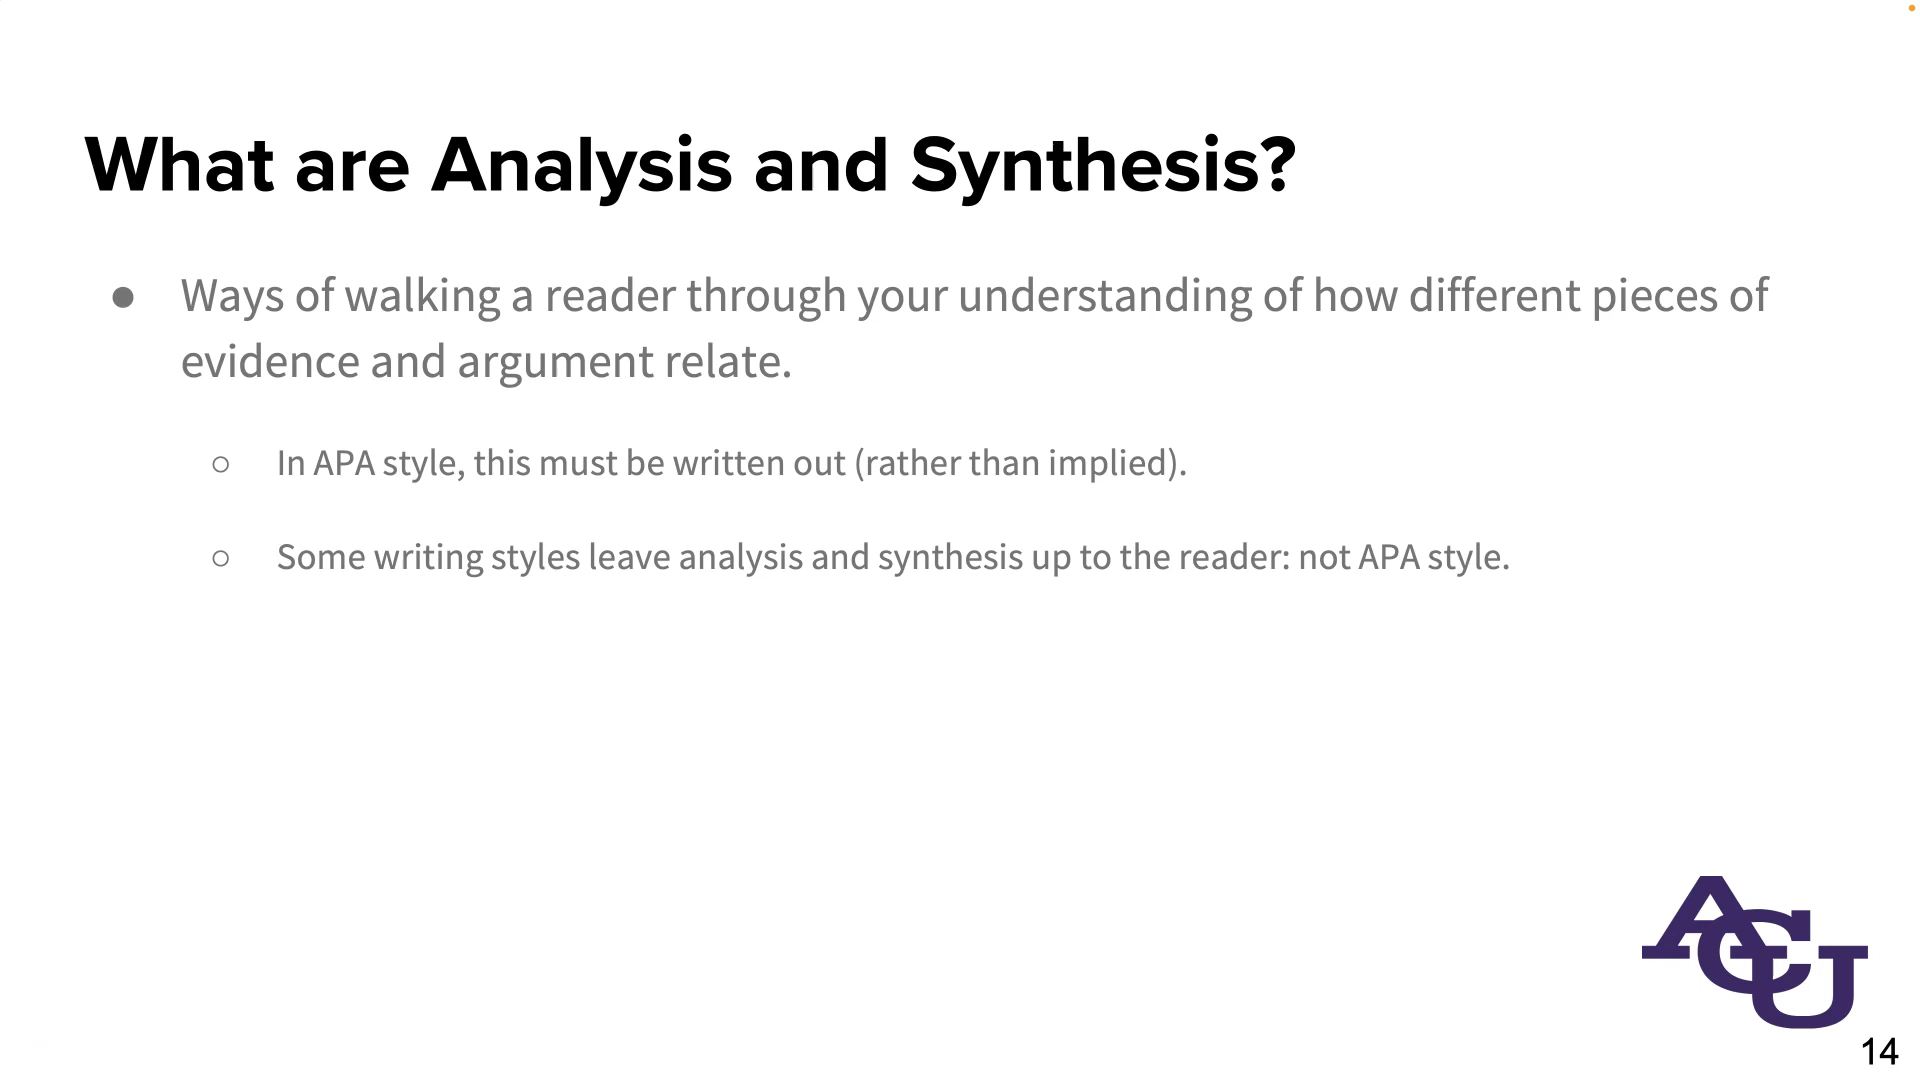 What are Analysis and Synthesis?
● Ways of walking a reader through your understanding of how different pieces of
evidence and argument relate.
○ In APA style, this must be written out (rather than implied).
○ Some writing styles leave analysis and synthesis up to the reader: not APA style.
ACU
14